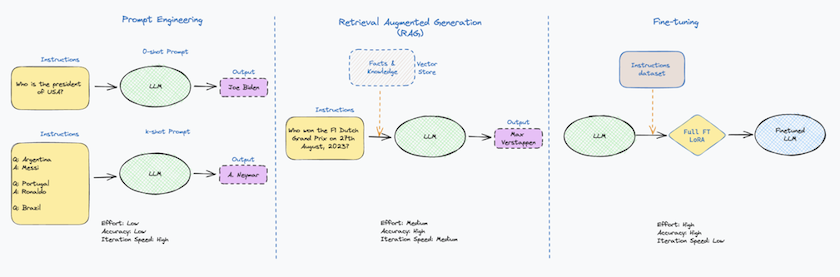 Prompt Engineering
0-shot Prompt
Instructions
Who is the president
of USA?
LLM
Output
Joe Biden
k-shot Prompt
Instructions
Q: Argentina
A: Messi
Q: Portugal
A: Ronaldo
Q: Brazil
LLM
Output
A. Neymar
Effort: Low
Accuracy: Low
Iteration Speed: High
Retrieval Augmented Generation
(RAG)
Facts &
Knowledge
Vector
Store
Instructions
Who won the F1 Dutch
Grand Prix on 27th
August, 2023?
LLM
Output
Max
Verstappen
Effort: Medium
Accuracy: High
Iteration Speed: Medium
Fine-tuning
Instructions
dataset
LLM
Full FT
LoRA
Finetuned
LLM
Effort: High
Accuracy: High
Iteration Speed: Low